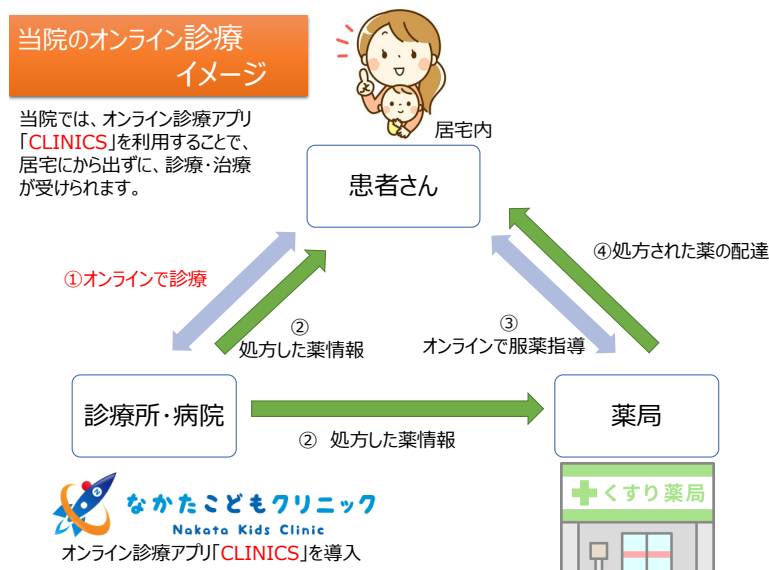 当院のオンライン診療
イメージ
当院では、オンライン診療アプリ
「CLINICS」を利用することで、
居宅にから出ずに、診療・治療
が受けられます。
居宅内
患者さん
④処方された薬の配達
①オンラインで診療
②
処方した薬情報
③
オンラインで服薬指導
診療所・病院
薬局
② 処方した薬情報
なかたこどもクリニック
Nakata Kids Clinic
オンライン診療アプリ「CLINICS」を導入
くすり薬局